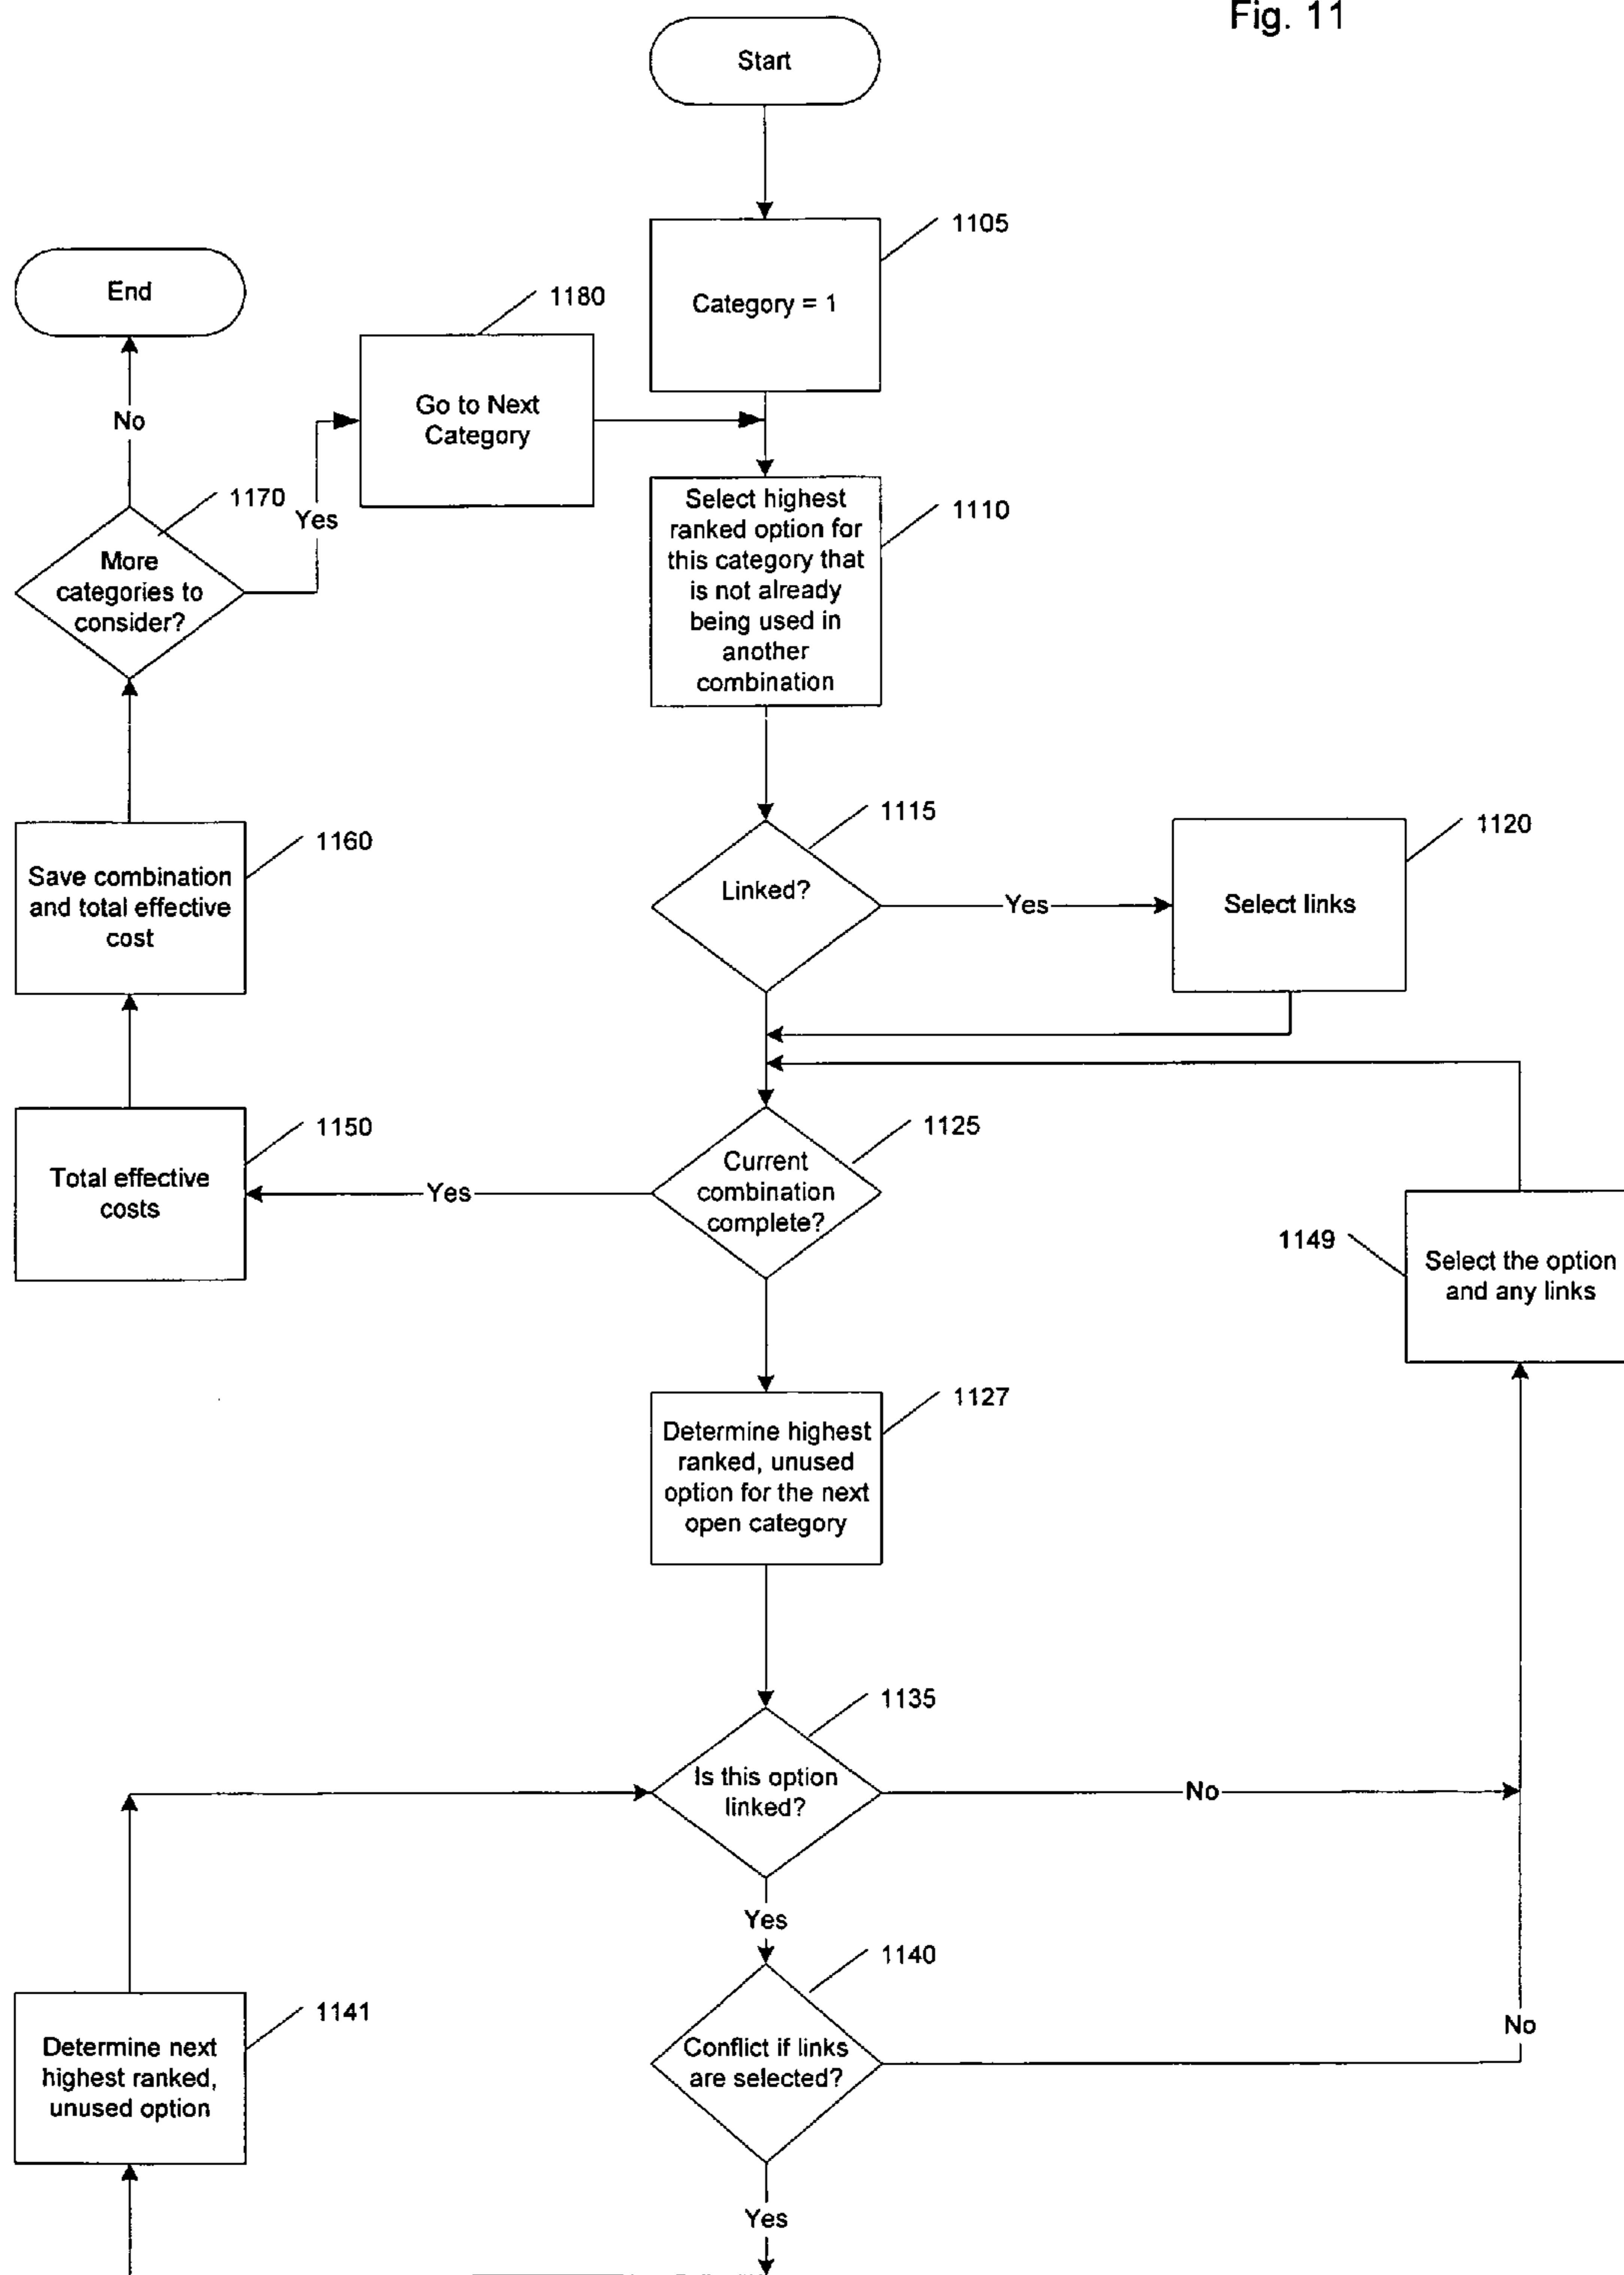 Fig. 11
Start
1105
Category = 1
End
1180
Go to Next
Category
No
1170
Yes
More
categories to
consider?
Select highest
ranked option for
this category that
is not already
being used in
another
combination
1110
1115
Linked?
Yes
1120
Select links
1160
Save combination
and total effective
cost
1150
Total effective
costs
Yes
1125
Current
combination
complete?
1149
Select the option
and any links
1127
Determine highest
ranked, unused
option for the next
open category
1135
Is this option
linked?
No
Yes
1140
Conflict if links
are selected?
No
1141
Determine next
highest ranked,
unused option
Yes